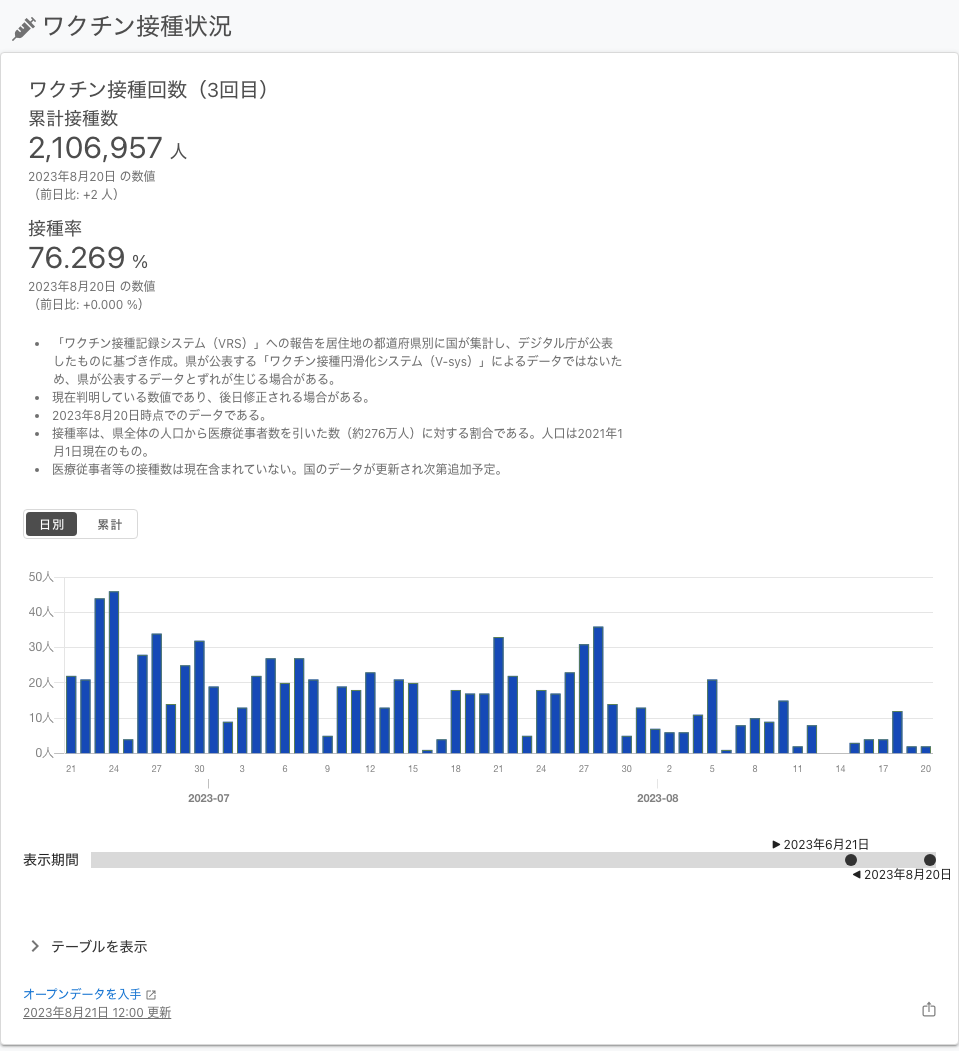 ワクチン接種状況
ワクチン接種回数（3回目）
累計接種数
2,106,957 人
2023年8月20日 の数値
（前日比: +2 人）
接種率
76.269 %
2023年8月20日 の数値
（前日比: +0.000 %）
• 「ワクチン接種記録システム（VRS）」への報告を居住地の都道府県別に国が集計し、デジタル庁が公表
したものに基づき作成。県が公表する「ワクチン接種円滑化システム（V-sys）」によるデータではないた
め、県が公表するデータとずれが生じる場合がある。
• 現在判明している数値であり、後日修正される場合がある。
• 2023年8月20日時点でのデータである。
• 接種率は、県全体の人口から医療従事者数を引いた数（約276万人）に対する割合である。人口は2021年1
月1日現在のもの。
• 医療従事者等の接種数は現在含まれていない。国のデータが更新され次第追加予定。
日別 累計
50人
40人
30人
20人
10人
0人
21 24 27 30 3 6 9 12 15 18 21 24 27 30 2 5 8 11 14 17 20
2023-07 2023-08
2023年6月21日
表示期間
2023年8月20日
テーブルを表示
オープンデータを入手
2023年8月21日 12:00 更新